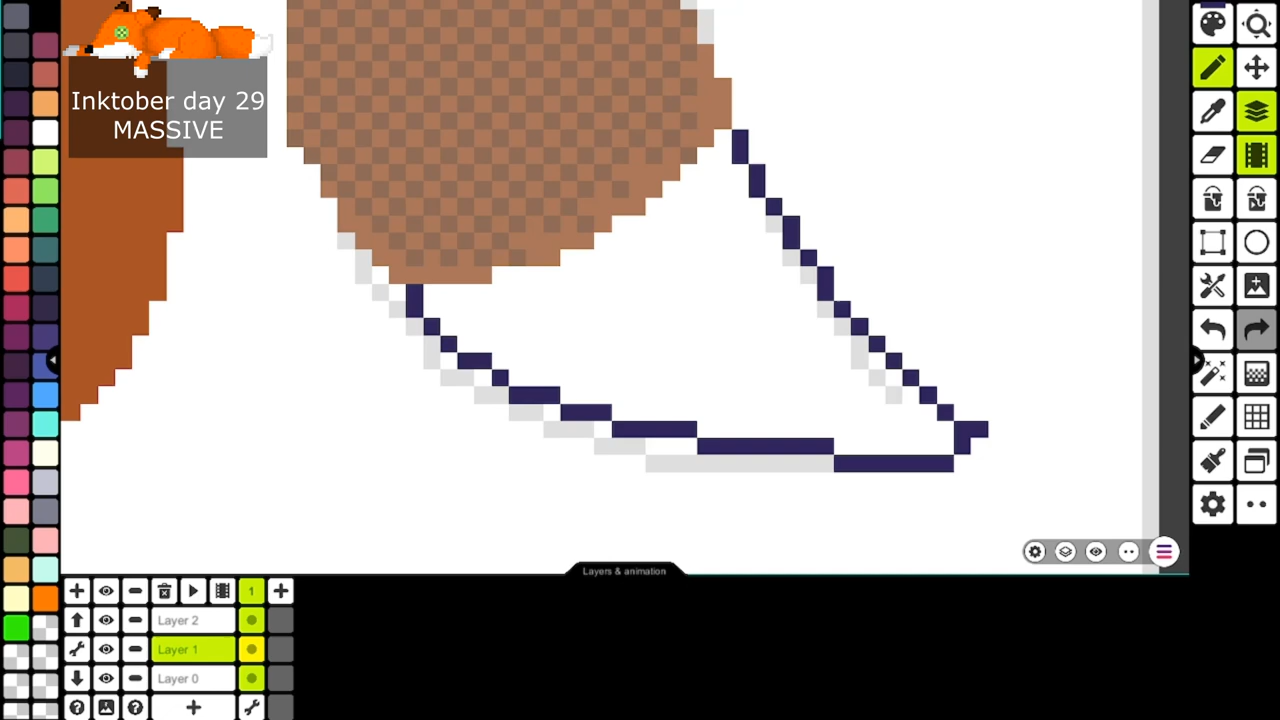 Inktober day 29
MASSIVE
Layers & animation
1
Layer 2
Layer 1
Layer 0